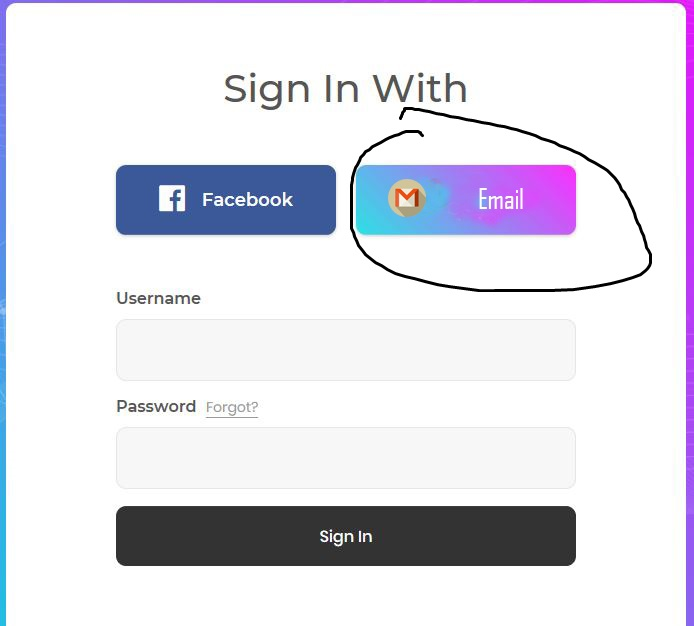 Sign In With
Facebook
Email
Username
Password Forgot?
Sign In